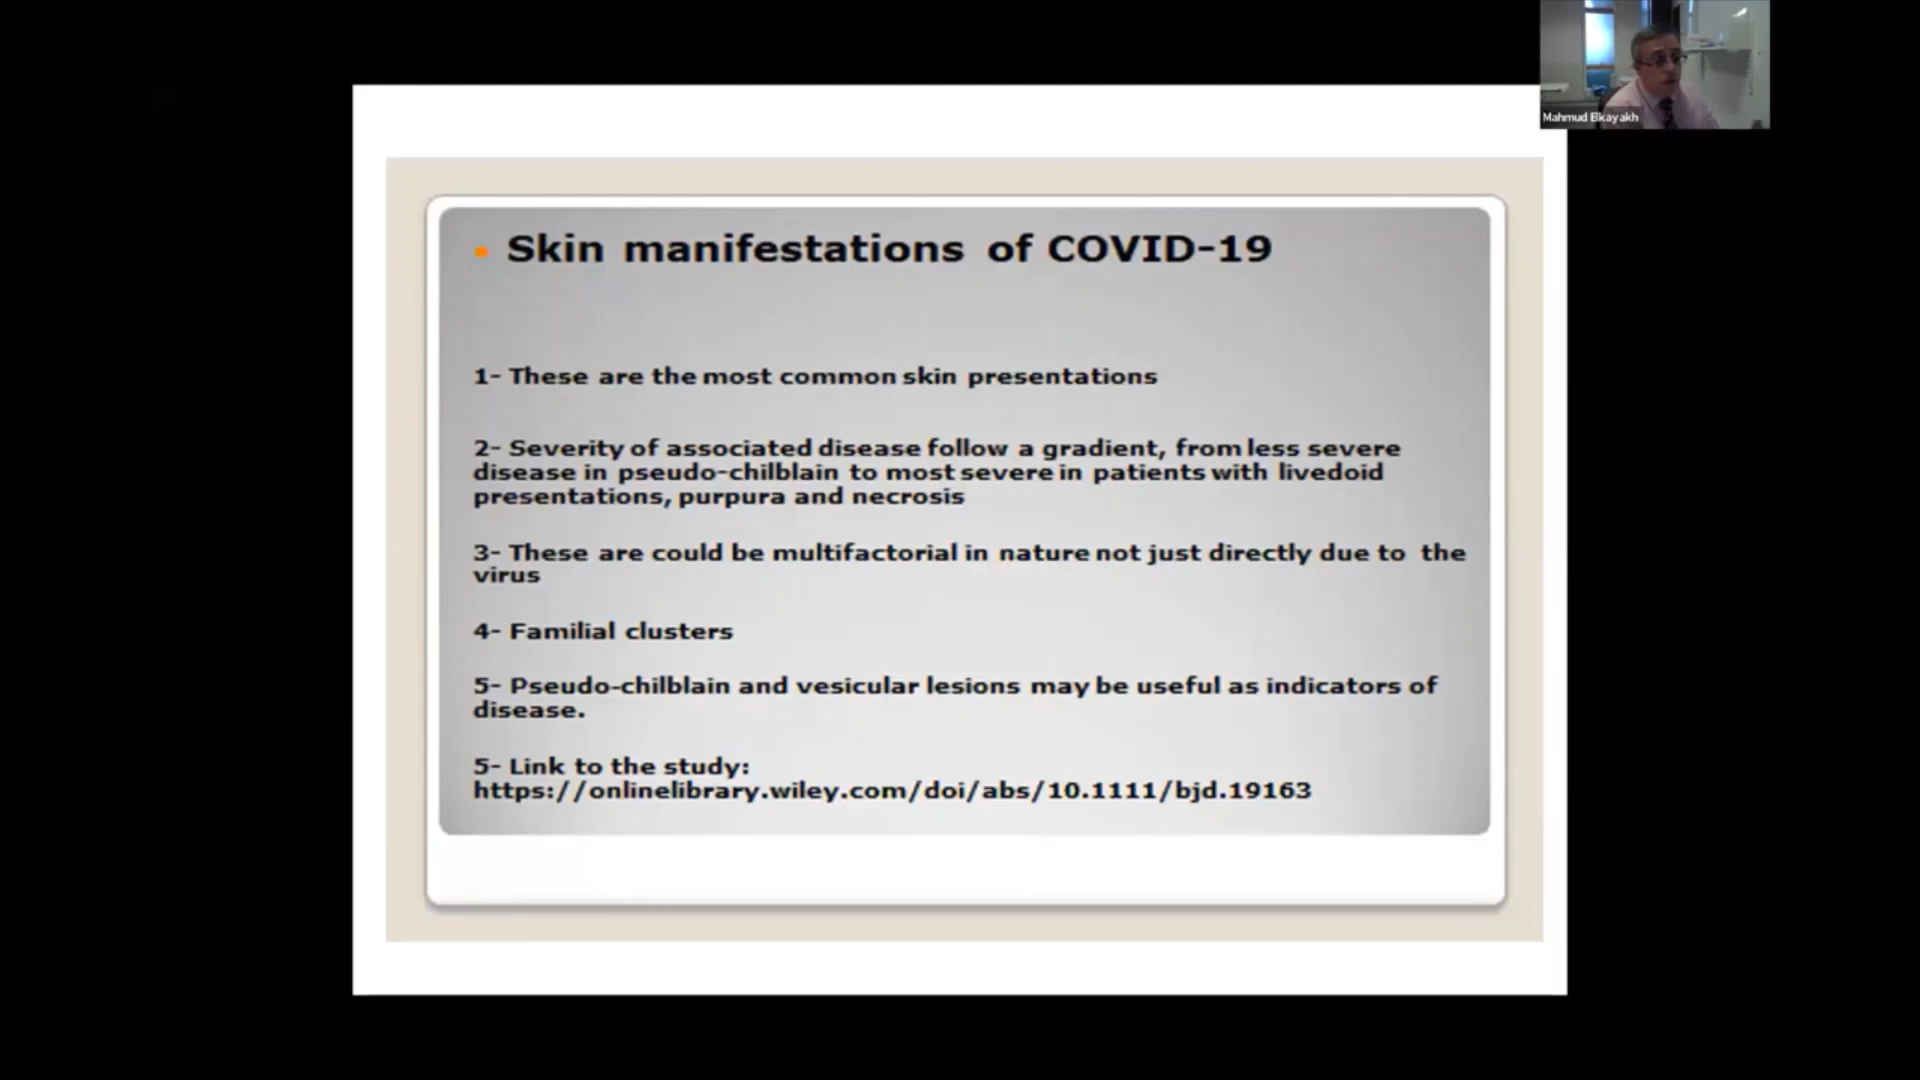 Mahmud Elkayakh
Skin manifestations of COVID-19
1- These are the most common skin presentations
2- Severity of associated disease follow a gradient, from less severe
disease in pseudo-chilblain to most severe in patients with livedoid
presentations, purpura and necrosis
3- These are could be multifactorial in nature not just directly due to the
virus
4- Familial clusters
5- Pseudo-chilblain and vesicular lesions may be useful as indicators of
disease.
5- Link to the study:
https://onlinelibrary.wiley.com/doi/abs/10.1111/bjd.19163